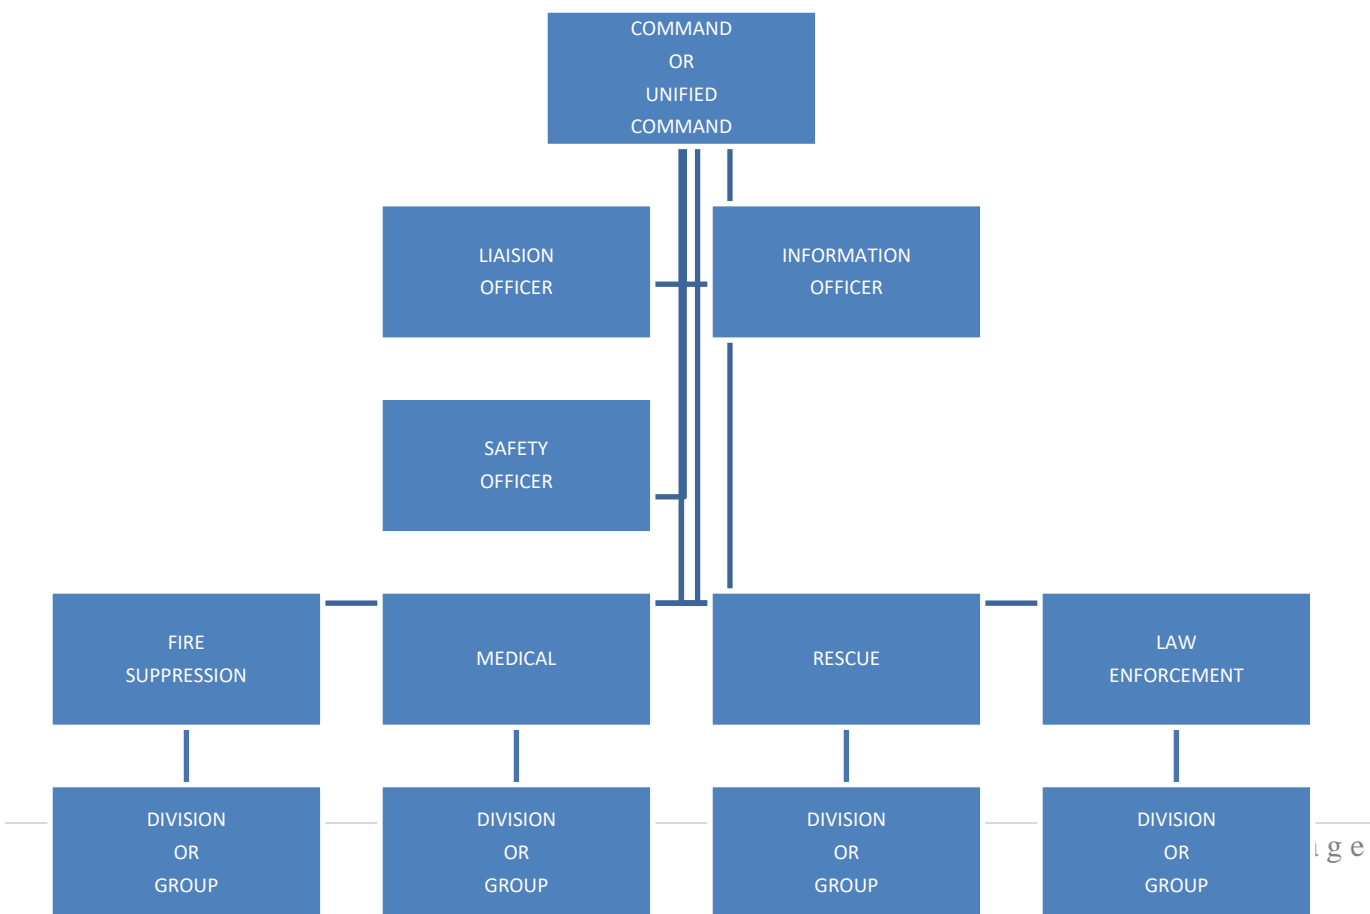 COMMAND
OR
UNIFIED
COMMAND
LIAISION
OFFICER
INFORMATION
OFFICER
SAFETY
OFFICER
FIRE
SUPPRESSION
MEDICAL
RESCUE
LAW
ENFORCEMENT
DIVISION
OR
GROUP
DIVISION
OR
GROUP
DIVISION
OR
GROUP
DIVISION
OR
GROUP